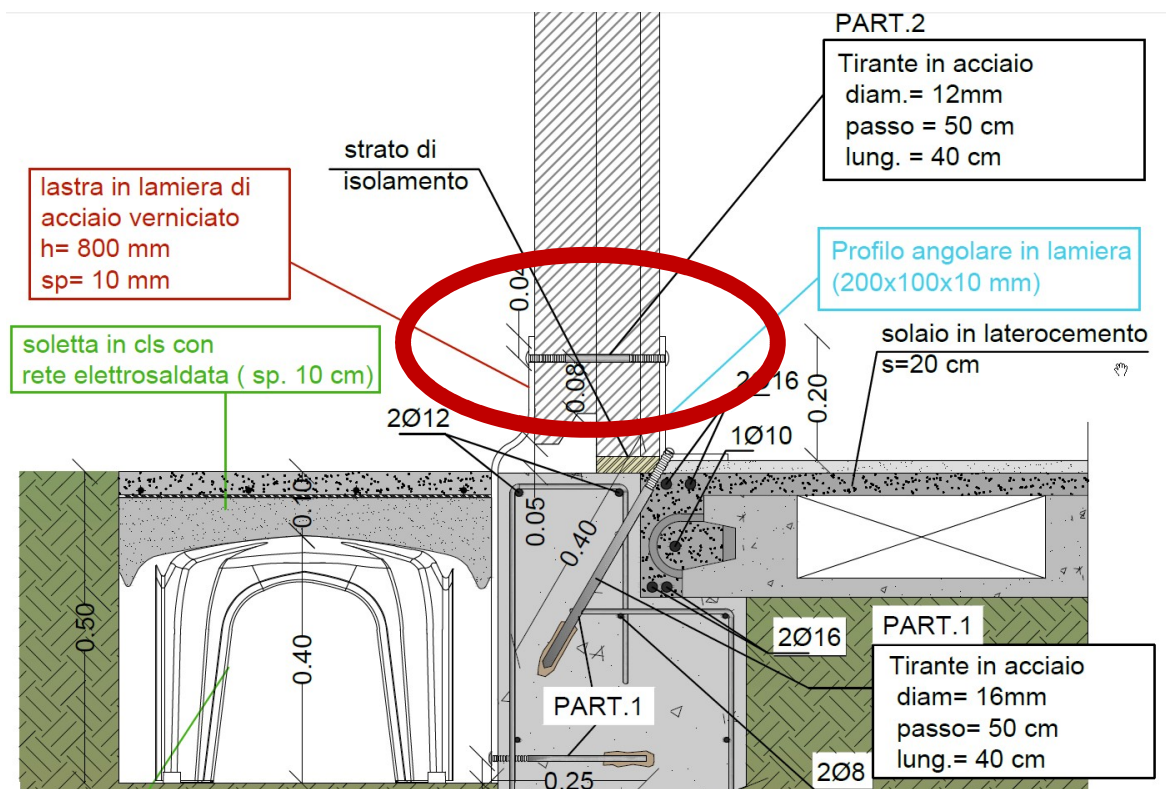 PART.2
Tirante in acciaio
diam.= 12mm
passo = 50 cm
lung. = 40 cm
strato di
isolamento
lastra in lamiera di
acciaio verniciato
h= 800 mm
sp= 10 mm
Profilo angolare in lamiera
(200x100x10 mm)
soletta in cls con
rete elettrosaldata ( sp. 10 cm)
solaio in laterocemento
s=20 cm
0.04
0.08
2Ø16
0.20
2Ø12
1Ø10
0.10
0.05
0.40
0.50
0.40
2Ø16
PART.1
Tirante in acciaio
diam= 16mm
passo= 50 cm
lung.= 40 cm
PART.1
2Ø8
0.25